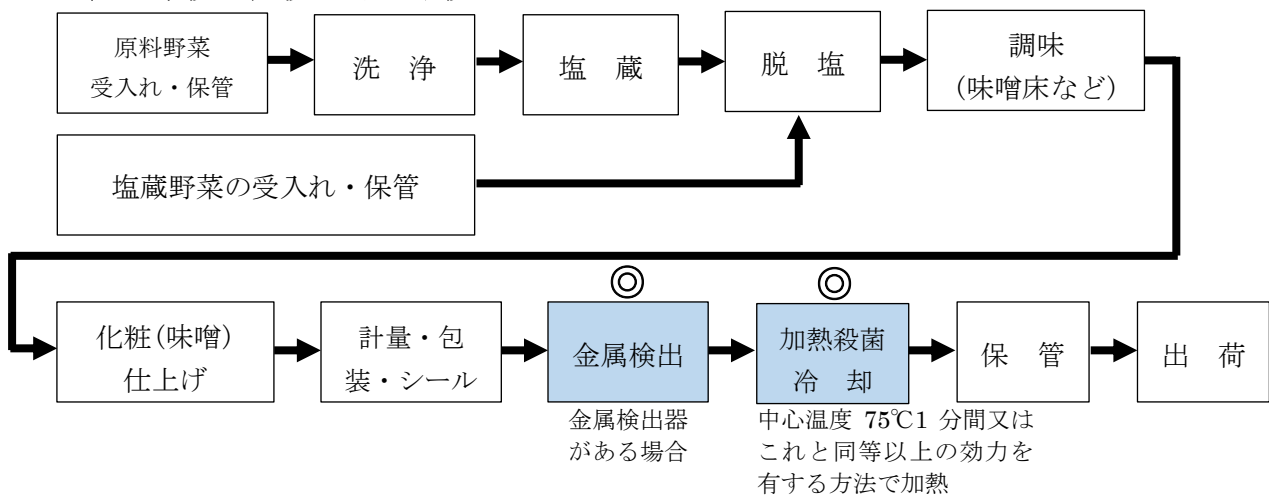 原料野菜
受入れ・保管
洗　浄
塩　蔵
脱　塩
調味
(味噌床など)
塩蔵野菜の受入れ・保管
◎
◎
化粧(味噌)
仕上げ
計量・包
装・シール
金属検出
加熱殺菌
冷　却
保　管
出　荷
金属検出器
がある場合
中心温度 75℃1 分間又は
これと同等以上の効力を
有する方法で加熱